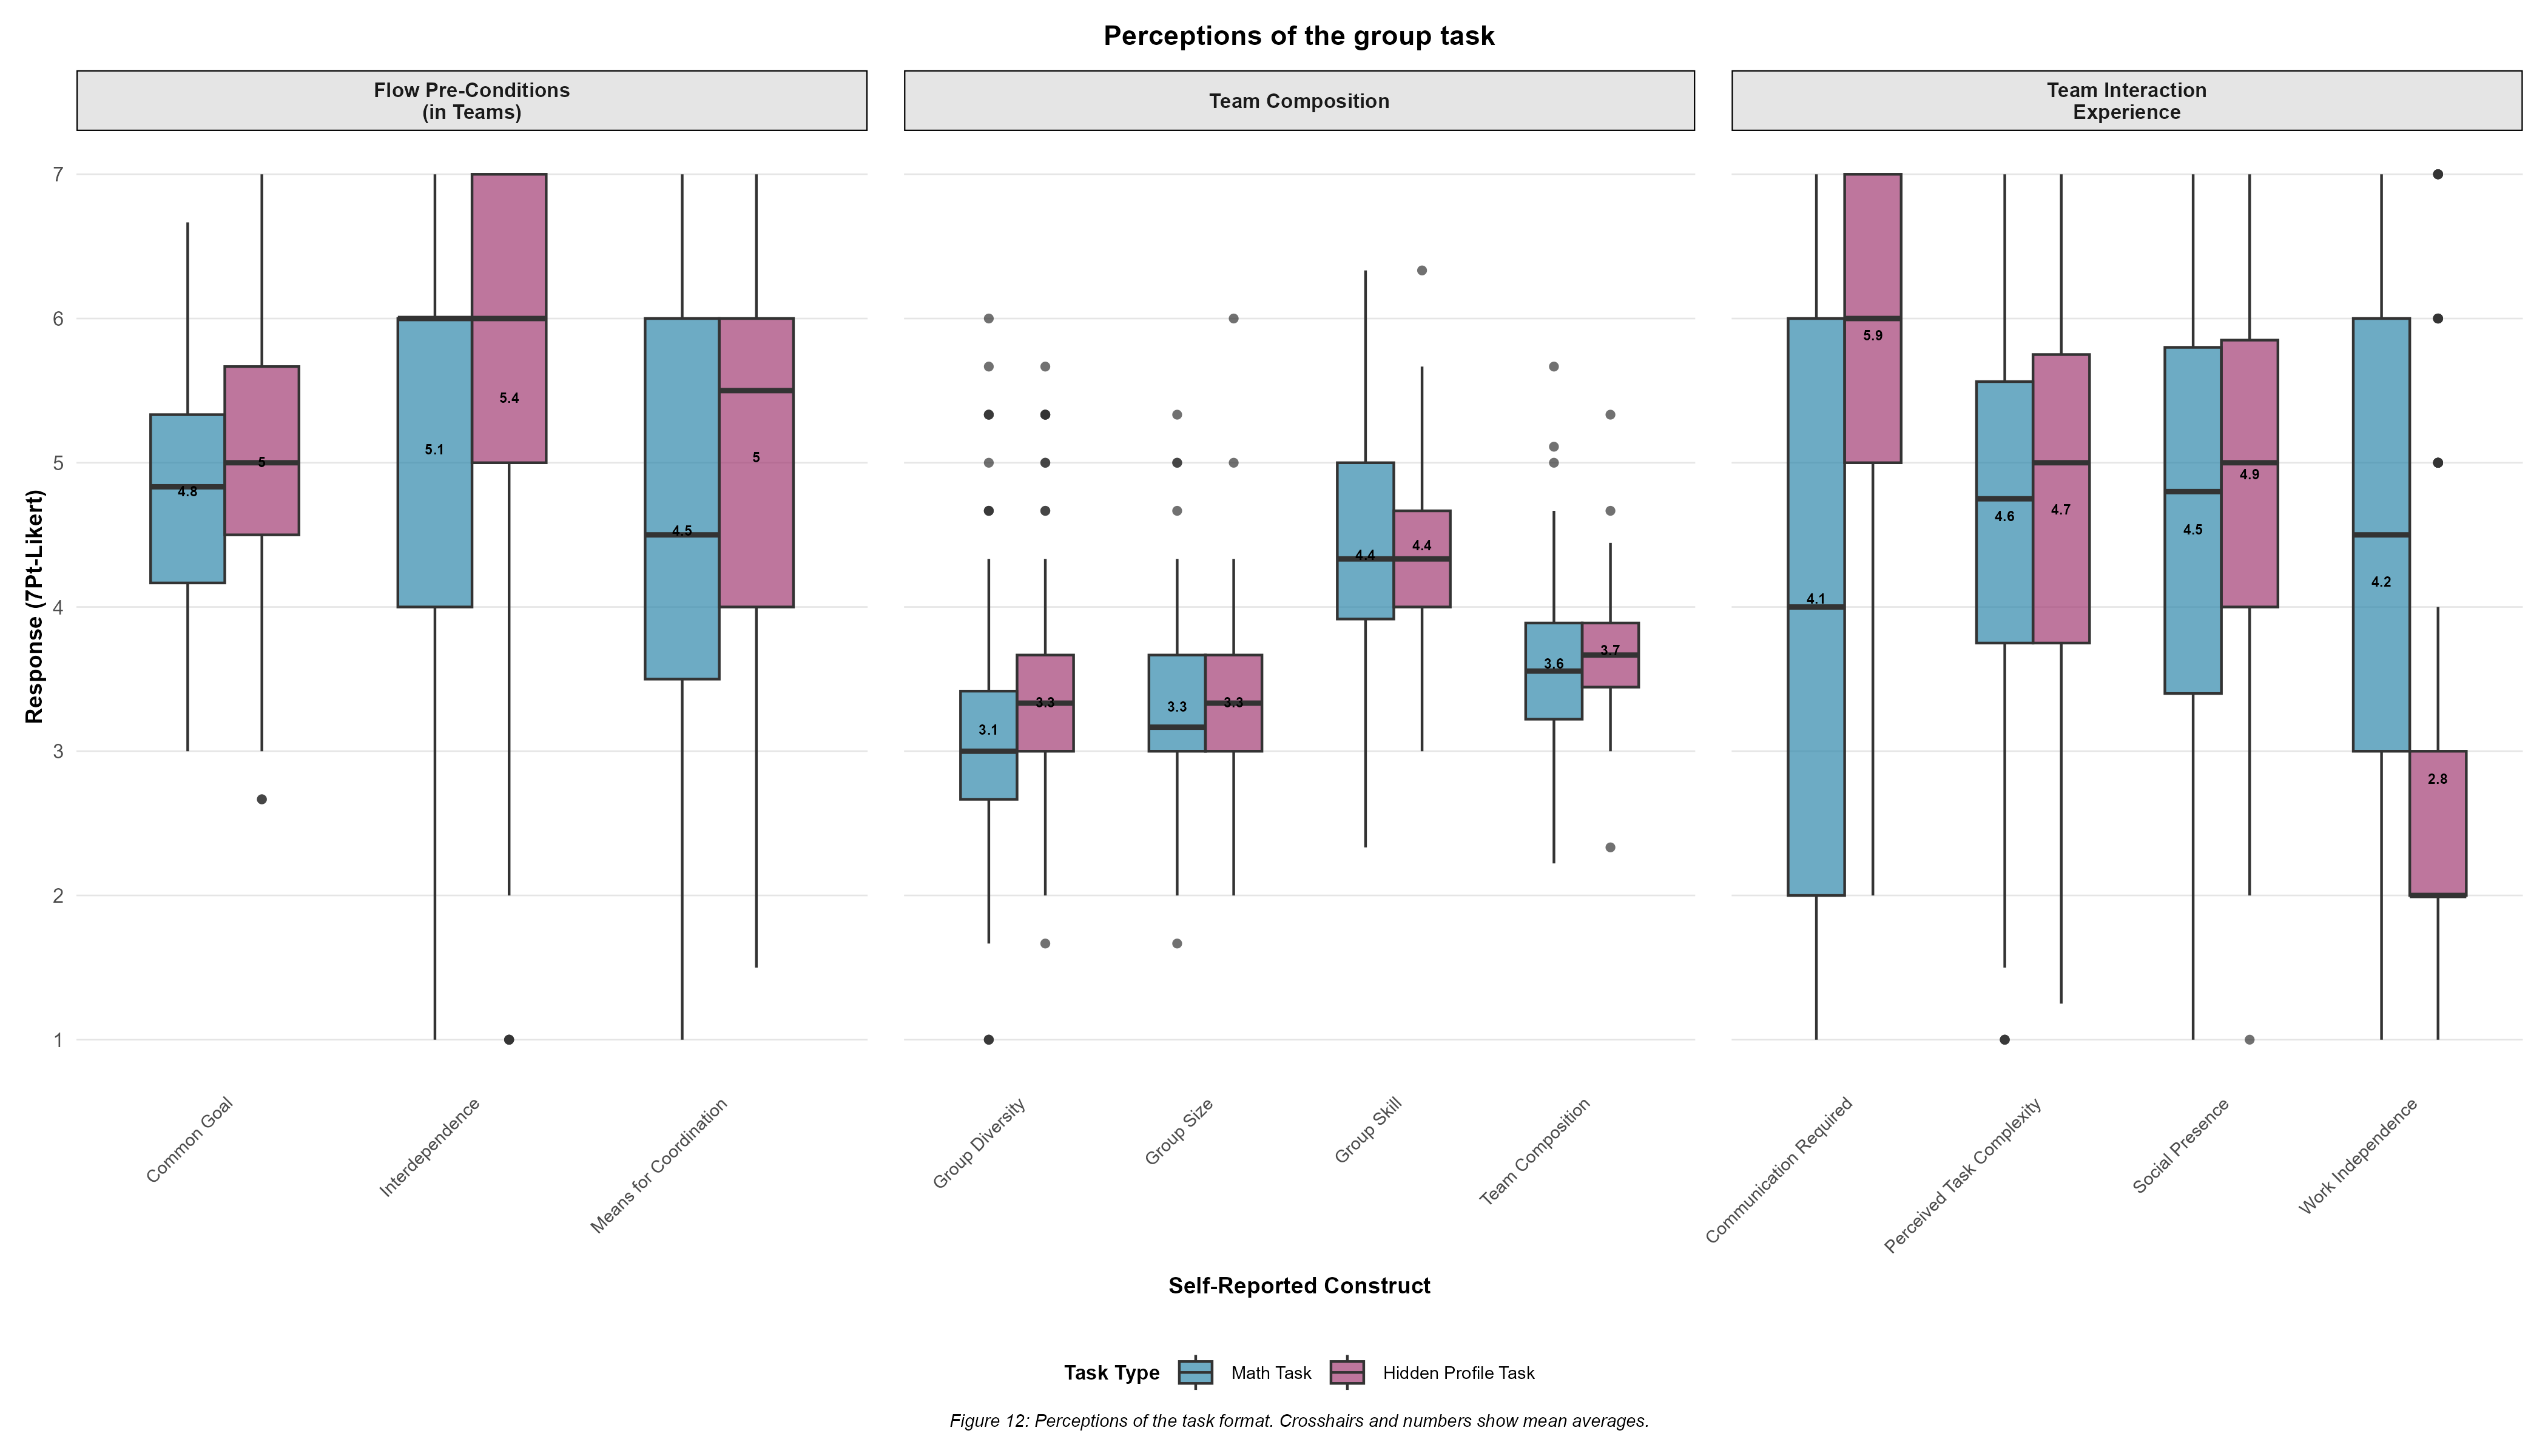 Perceptions of the group task
Flow Pre-Conditions
(in Teams)
Team Composition
Team Interaction
Experience
Response (7Pt-Likert)
7
6
5
4
3
2
1
4.8
5
5.1
5.4
4.5
5
3.1
3.3
3.3
3.3
4.4
4.4
3.6
3.7
4.1
5.9
4.6
4.7
4.5
4.9
4.2
2.8
Common Goal
Interdependence
Means for Coordination
Group Diversity
Group Size
Group Skill
Team Composition
Communication Required
Perceived Task Complexity
Social Presence
Work Independence
Self-Reported Construct
Task Type
Math Task
Hidden Profile Task
Figure 12: Perceptions of the task format. Crosshairs and numbers show mean averages.